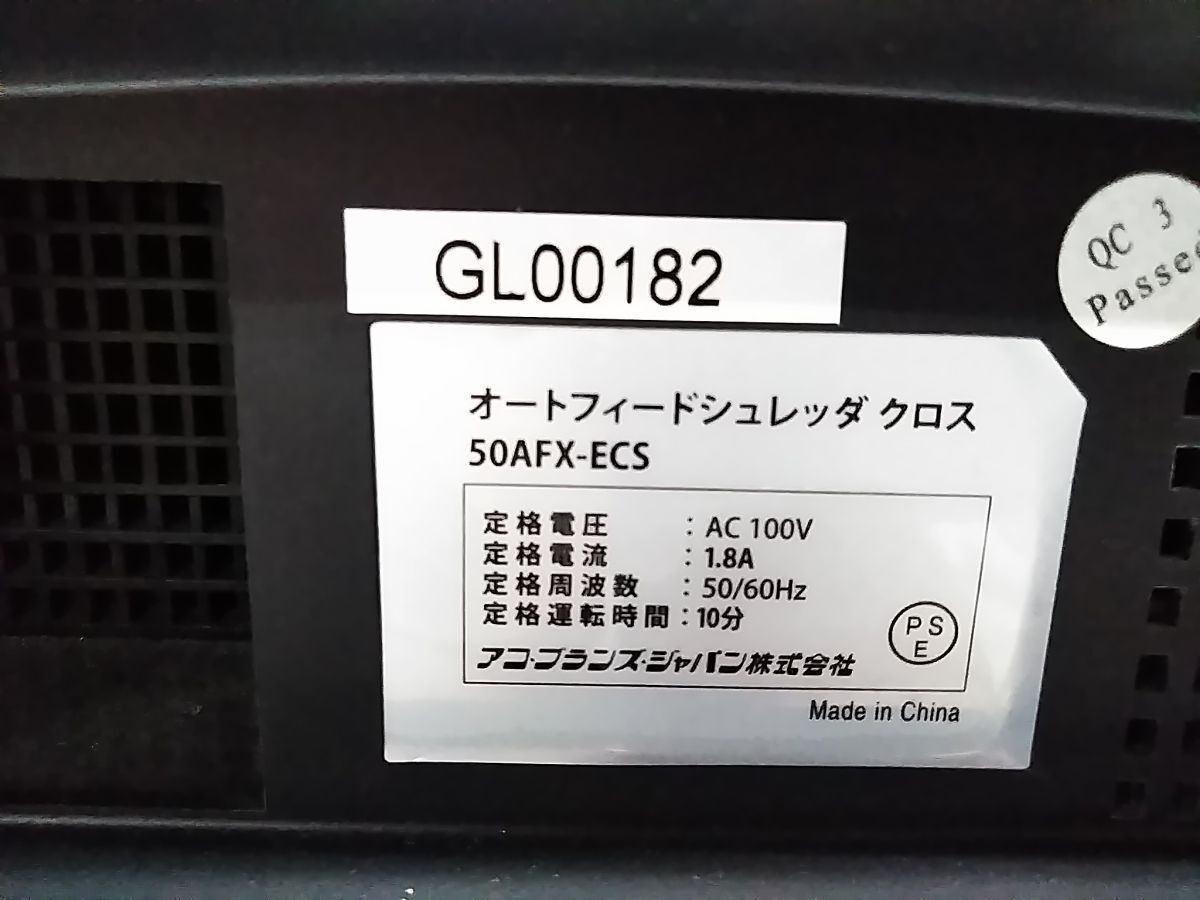 GL00182
QC 3
Passed
オートフィードシュレッダ クロス
50AFX-ECS
定格電圧 : AC 100V
定格電流 : 1.8A
定格周波数 : 50/60Hz
定格運転時間 : 10分
PS
E
アコ・ブランズ・ジャパン株式会社
Made in China